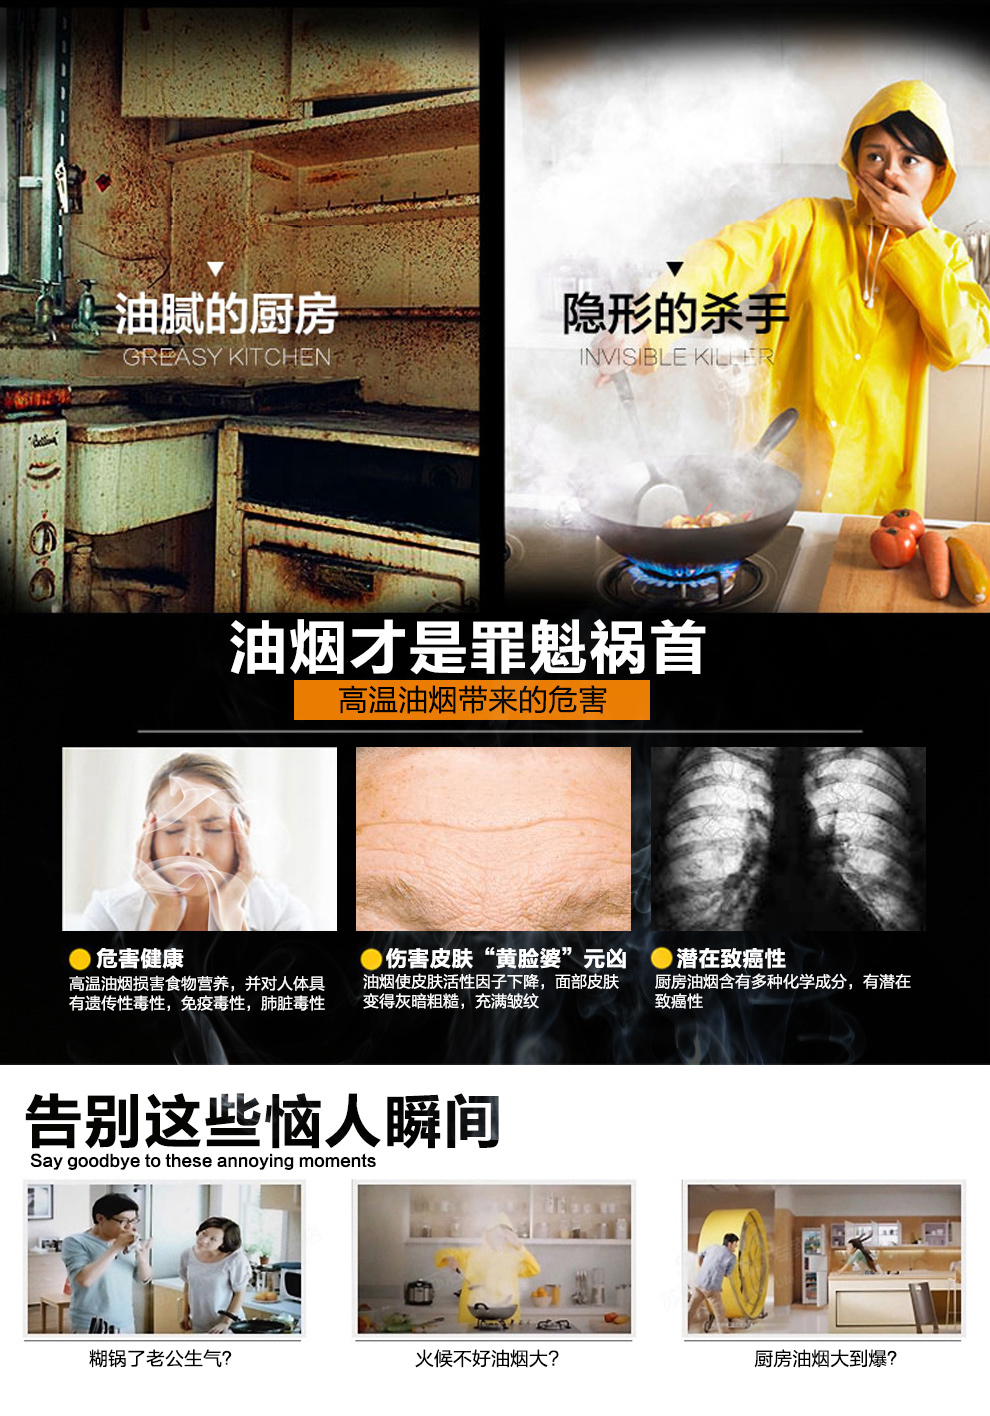 油腻的厨房
GREASY KITCHEN
隐形的杀手
INVISIBLE KILLER
油烟才是罪魁祸首
高温油烟带来的危害
危害健康
高温油烟损害食物营养，并对人体具
有遗传性毒性，免疫毒性，肺脏毒性
伤害皮肤“黄脸婆”元凶
油烟使皮肤活性因子下降，面部皮肤
变得灰暗粗糙，充满皱纹
潜在致癌性
厨房油烟含有多种化学成分，有潜在
致癌性
告别这些恼人瞬间
Say goodbye to these annoying moments
糊锅了老公生气?
火候不好油烟大?
厨房油烟大到爆?